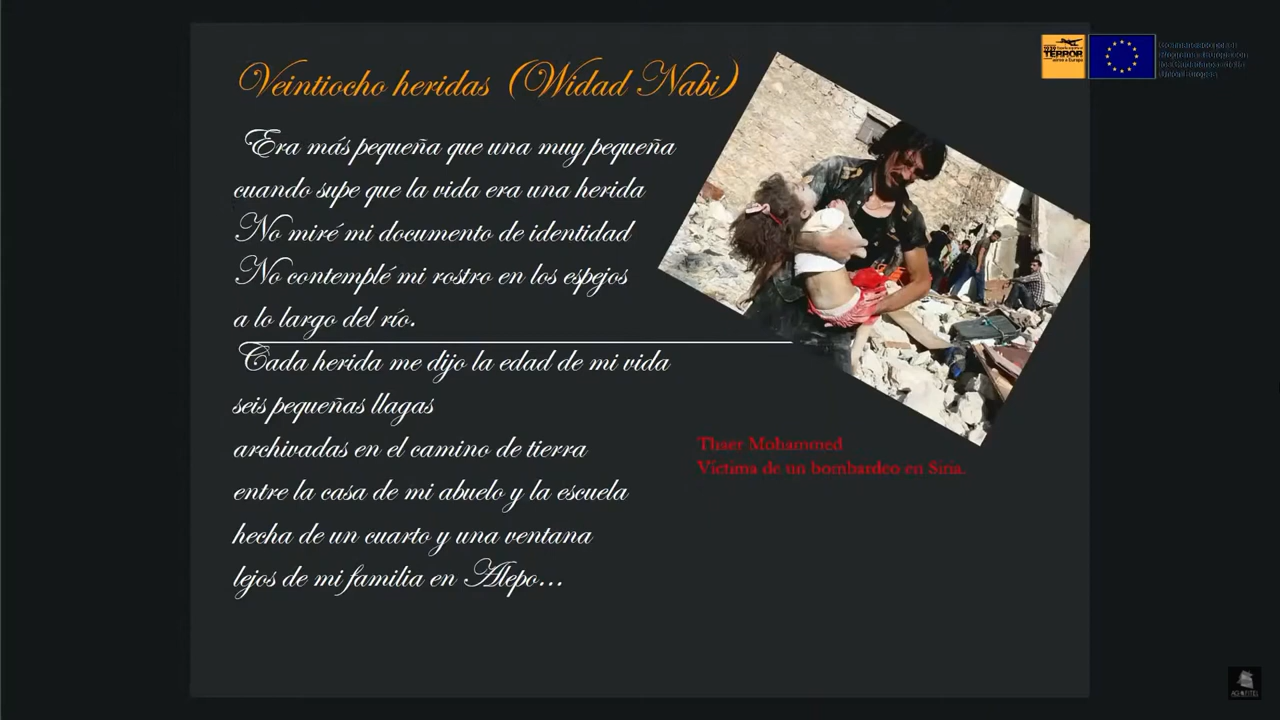 Veintiocho heridas (Widad Nabi)
Era más pequeña que una muy pequeña
cuando supe que la vida era una herida
No miré mi documento de identidad
No contemplé mi rostro en los espejos
a lo largo del río.
Cada herida me dijo la edad de mi vida
seis pequeñas llagas
archivadas en el camino de tierra
entre la casa de mi abuelo y la escuela
hecha de un cuarto y una ventana
lejos de mi familia en Alepo...
Thaer Mohammed
Víctima de un bombardeo en Siria.
TERROR